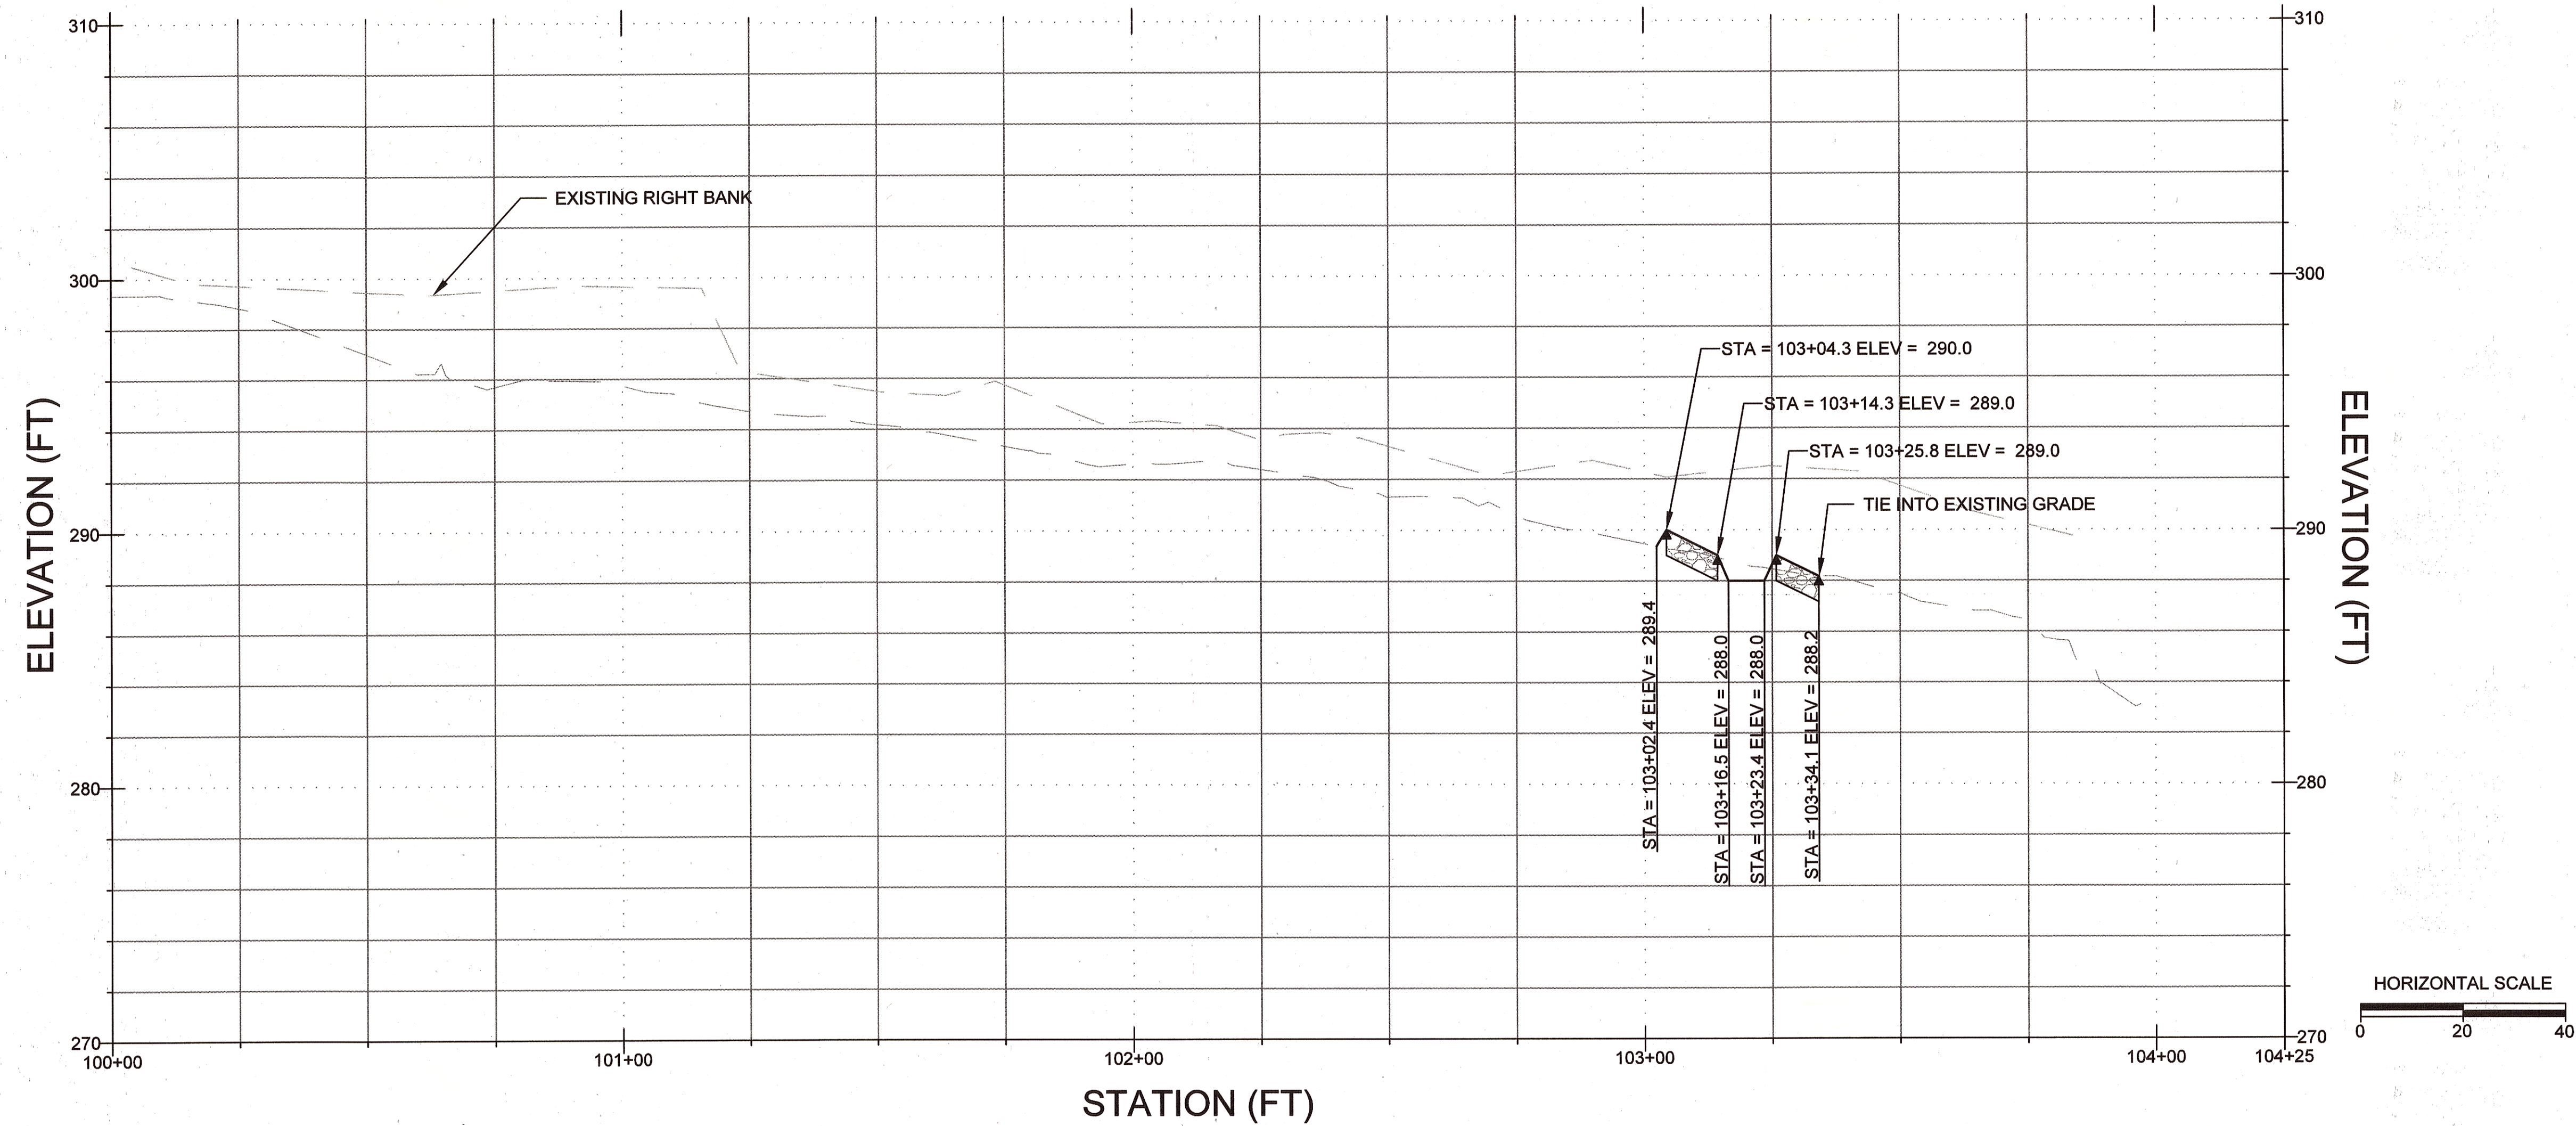 310
310
EXISTING RIGHT BANK
300
300
STA = 103+04.3 ELEV = 290.0
STA = 103+14.3 ELEV = 289.0
STA = 103+25.8 ELEV = 289.0
TIE INTO EXISTING GRADE
290
290
ELEVATION (FT)
ELEVATION (FT)
STA = 103+02.4 ELEV = 289.4
STA = 103+16.5 ELEV = 288.0
STA = 103+23.4 ELEV = 288.0
STA = 103+34.1 ELEV = 288.2
280
280
HORIZONTAL SCALE
0 20 40
270
270
100+00 101+00 102+00 103+00 104+00 104+25
STATION (FT)